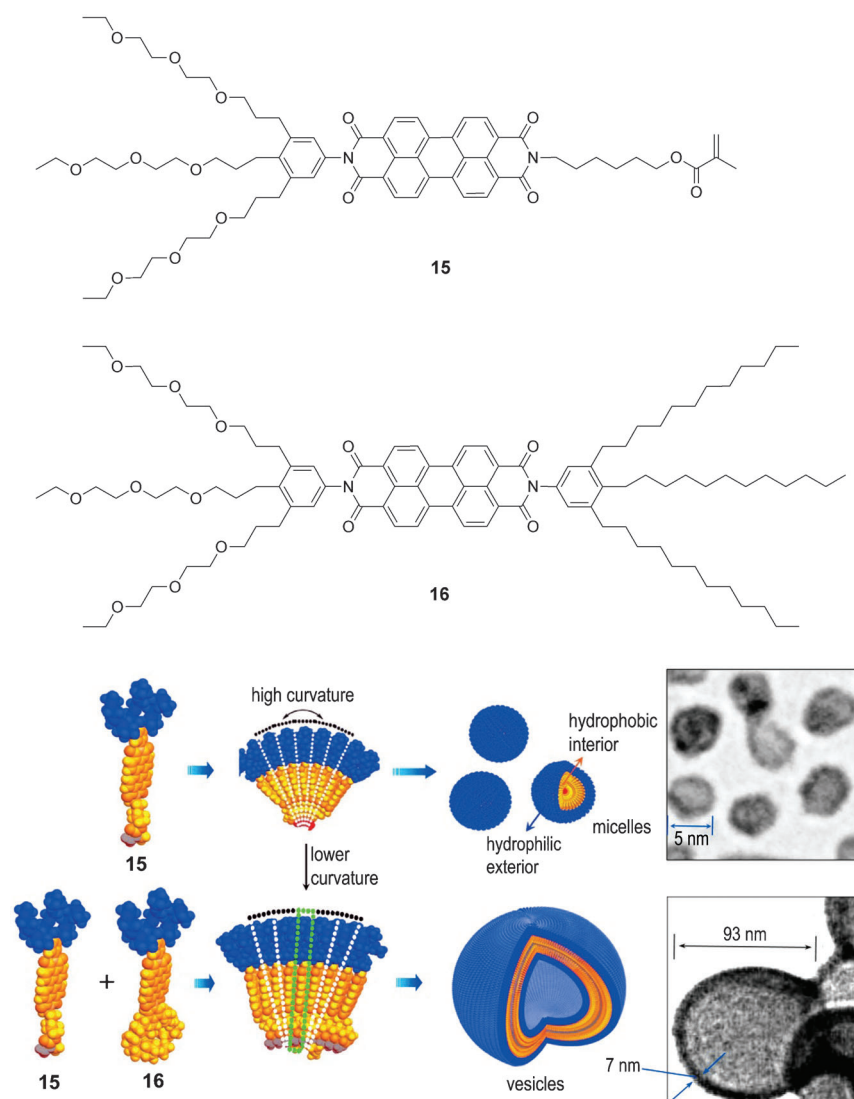 O
O
O
O O
O O O N N O
O
O O
O
O
O
15
O
O
O
O O
O O O N N
O O
O
O
O
16
high curvature
hydrophobic
interior
micelles
hydrophilic
exterior
5 nm
15
lower
curvature
+
15 16
vesicles
93 nm
7 nm